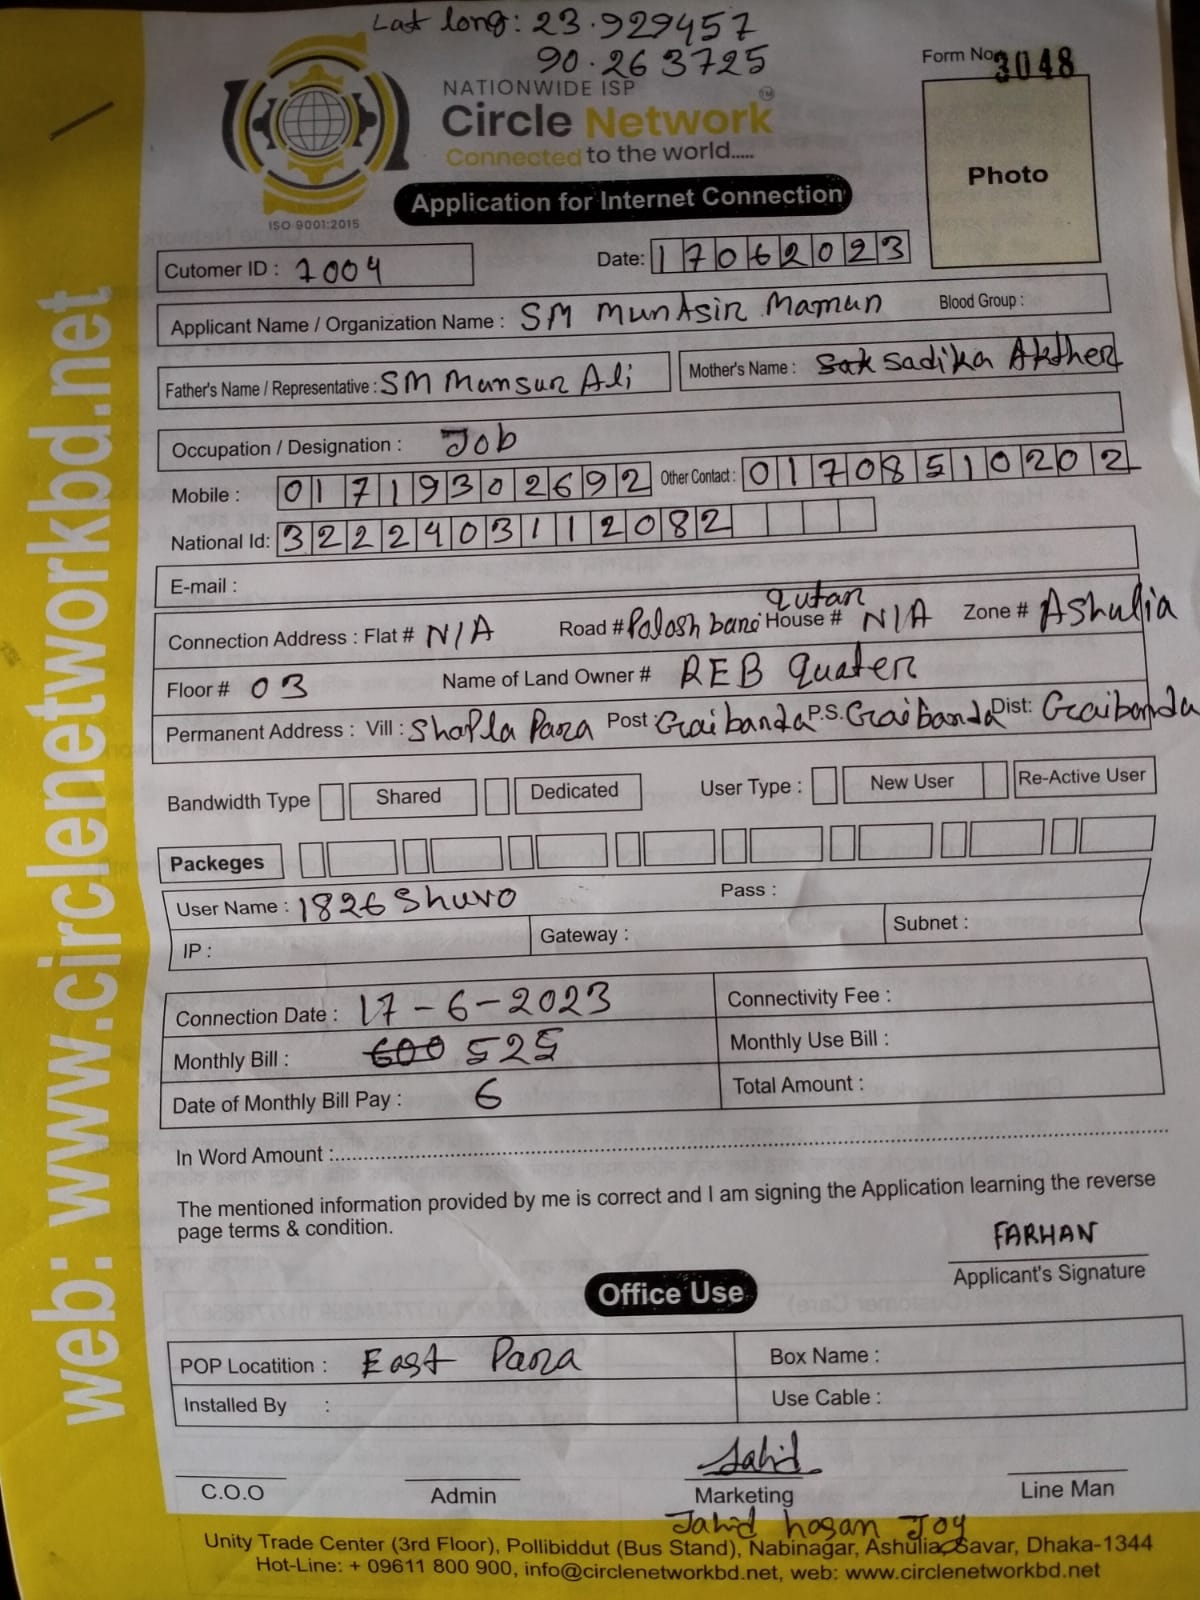 Lat long: 23.929457
90.263725
Form No. 3048
NATIONWIDE ISP
Circle Network TM
Connected to the world.....
ISO 9001:2015
Application for Internet Connection
Photo
Cutomer ID : 7004
Date: 17062023
Applicant Name / Organization Name : SM MunAsir Mamun Blood Group :
Father's Name / Representative : SM Mansur Ali Mother's Name : Sadika Akther
Occupation / Designation : Job
Mobile : 01719302692 Other Contact : 01708510202
National Id: 3222403112082
E-mail :
Connection Address : Flat # N/A Road # Polosh bari qutar House # N/A Zone # Ashulia
Floor # 03 Name of Land Owner # REB quater
Permanent Address : Vill : Shapla Para Post : Gaibanda P.S. Gaibanda Dist: Gaibanda
Bandwidth Type Shared Dedicated User Type : New User Re-Active User
Packeges
User Name : 1826 Shuvo Pass :
IP : Gateway : Subnet :
Connection Date : 17-6-2023 Connectivity Fee :
Monthly Bill : 600 525 Monthly Use Bill :
Date of Monthly Bill Pay : 6 Total Amount :
In Word Amount :
The mentioned information provided by me is correct and I am signing the Application learning the reverse
page terms & condition.
FARHAN
Applicant's Signature
Office Use
POP Locatition : East Para Box Name :
Installed By : Use Cable :
Jahid
C.O.O Admin Marketing Line Man
Jahid hosan Joy
Unity Trade Center (3rd Floor), Pollibiddut (Bus Stand), Nabinagar, Ashulia, Savar, Dhaka-1344
Hot-Line: + 09611 800 900, info@circlenetworkbd.net, web: www.circlenetworkbd.net
web: www.circlenetworkbd.net